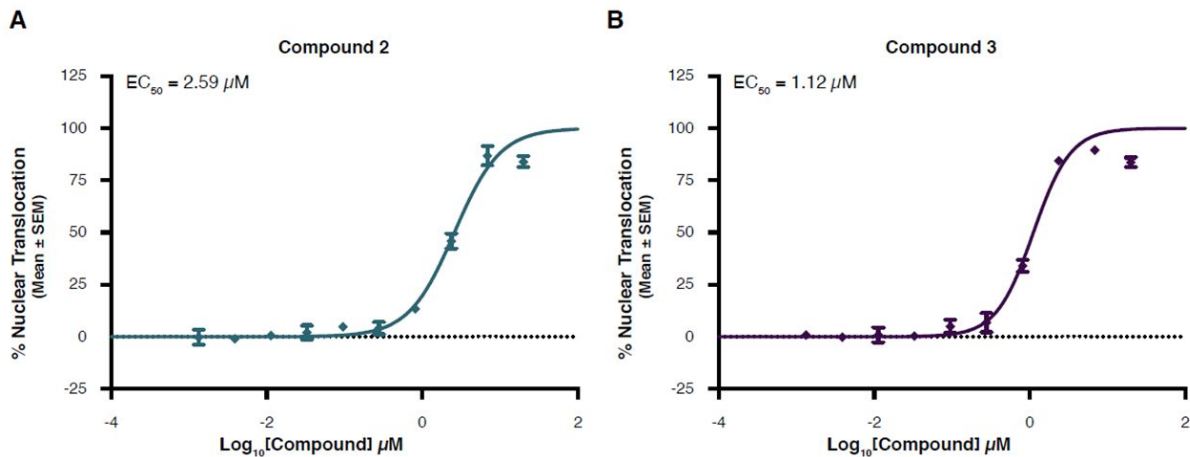 A
Compound 2
EC50 = 2.59 µM
125
100
75
50
25
0
-25
% Nuclear Translocation
(Mean ± SEM)
-4
-2
0
2
Log10[Compound] µM
B
Compound 3
EC50 = 1.12 µM
125
100
75
50
25
0
-25
% Nuclear Translocation
(Mean ± SEM)
-4
-2
0
2
Log10[Compound] µM